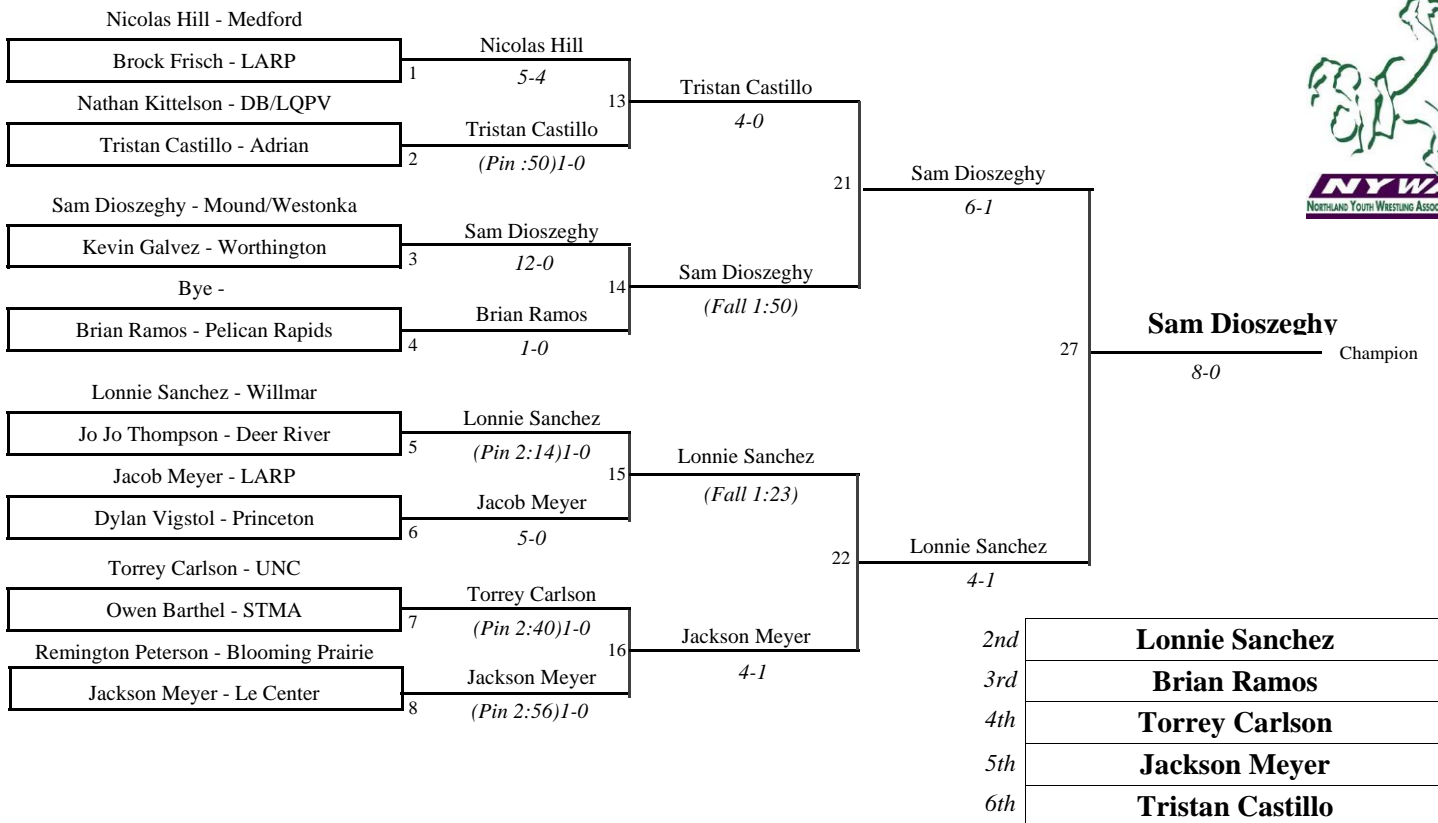 Nicolas Hill - Medford
Brock Frisch - LARP
1
Nathan Kittelson - DB/LQPV
Tristan Castillo - Adrian
2
Sam Dioszeghy - Mound/Westonka
Kevin Galvez - Worthington
3
Bye -
Brian Ramos - Pelican Rapids
4
Lonnie Sanchez - Willmar
Jo Jo Thompson - Deer River
5
Jacob Meyer - LARP
Dylan Vigstol - Princeton
6
Torrey Carlson - UNC
Owen Barthel - STMA
7
Remington Peterson - Blooming Prairie
Jackson Meyer - Le Center
8
Nicolas Hill
5-4
13
Tristan Castillo
(Pin :50)1-0
Sam Dioszeghy
12-0
14
Brian Ramos
1-0
Lonnie Sanchez
(Pin 2:14)1-0
15
Jacob Meyer
5-0
Torrey Carlson
(Pin 2:40)1-0
16
Jackson Meyer
(Pin 2:56)1-0
Tristan Castillo
4-0
21
Sam Dioszeghy
(Fall 1:50)
Lonnie Sanchez
(Fall 1:23)
22
Jackson Meyer
4-1
Sam Dioszeghy
6-1
27
Lonnie Sanchez
4-1
Sam Dioszeghy
Champion
8-0
NYWA
NORTHLAND YOUTH WRESTLING
2nd Lonnie Sanchez
3rd Brian Ramos
4th Torrey Carlson
5th Jackson Meyer
6th Tristan Castillo